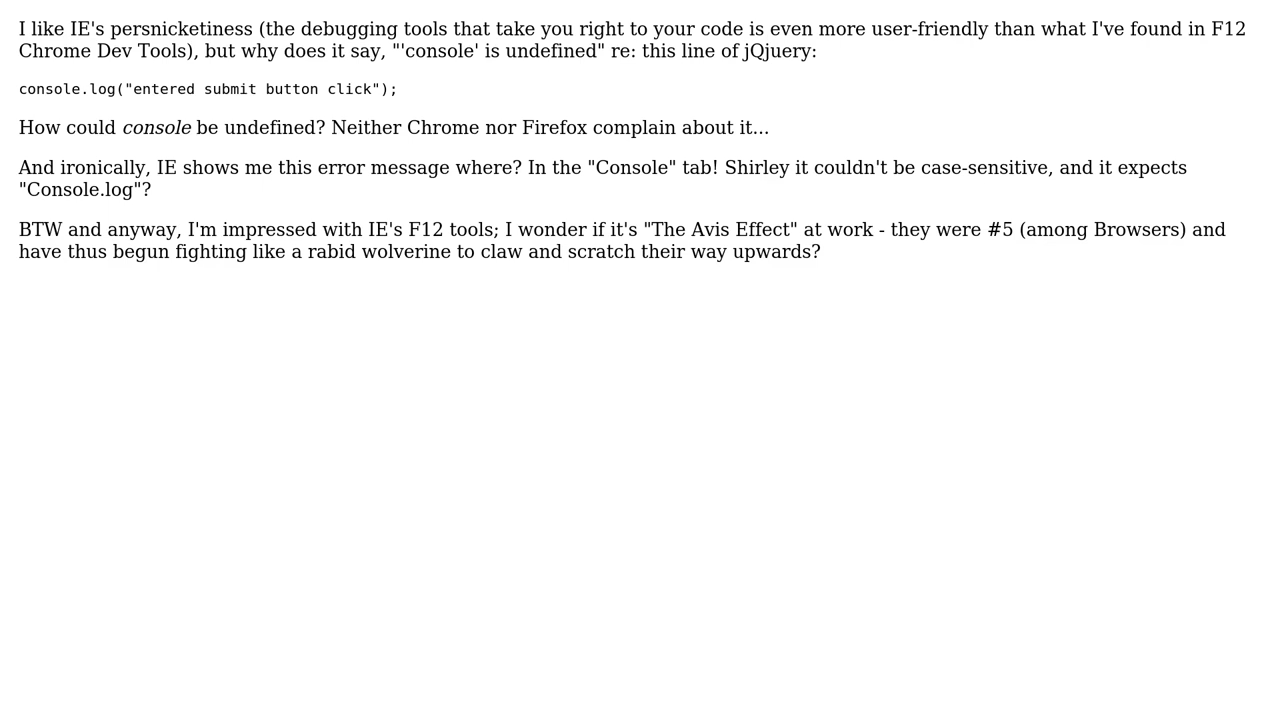 I like IE's persnicketiness (the debugging tools that take you right to your code is even more user-friendly than what I've found in F12
Chrome Dev Tools), but why does it say, "'console' is undefined" re: this line of jQjuery:
console.log("entered submit button click");
How could console be undefined? Neither Chrome nor Firefox complain about it...
And ironically, IE shows me this error message where? In the "Console" tab! Shirley it couldn't be case-sensitive, and it expects
"Console.log"?
BTW and anyway, I'm impressed with IE's F12 tools; I wonder if it's "The Avis Effect" at work - they were #5 (among Browsers) and
have thus begun fighting like a rabid wolverine to claw and scratch their way upwards?